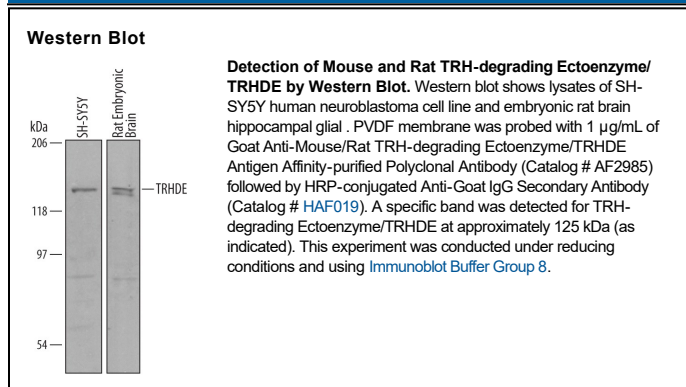 Western Blot
kDa
206
118
97
54
SH-SY5Y
Rat Embryonic
Brain
TRHDE
Detection of Mouse and Rat TRH-degrading Ectoenzyme/
TRHDE by Western Blot. Western blot shows lysates of SH-
SY5Y human neuroblastoma cell line and embryonic rat brain
hippocampal glial . PVDF membrane was probed with 1 µg/mL of
Goat Anti-Mouse/Rat TRH-degrading Ectoenzyme/TRHDE
Antigen Affinity-purified Polyclonal Antibody (Catalog # AF2985)
followed by HRP-conjugated Anti-Goat IgG Secondary Antibody
(Catalog # HAF019). A specific band was detected for TRH-
degrading Ectoenzyme/TRHDE at approximately 125 kDa (as
indicated). This experiment was conducted under reducing
conditions and using Immunoblot Buffer Group 8.